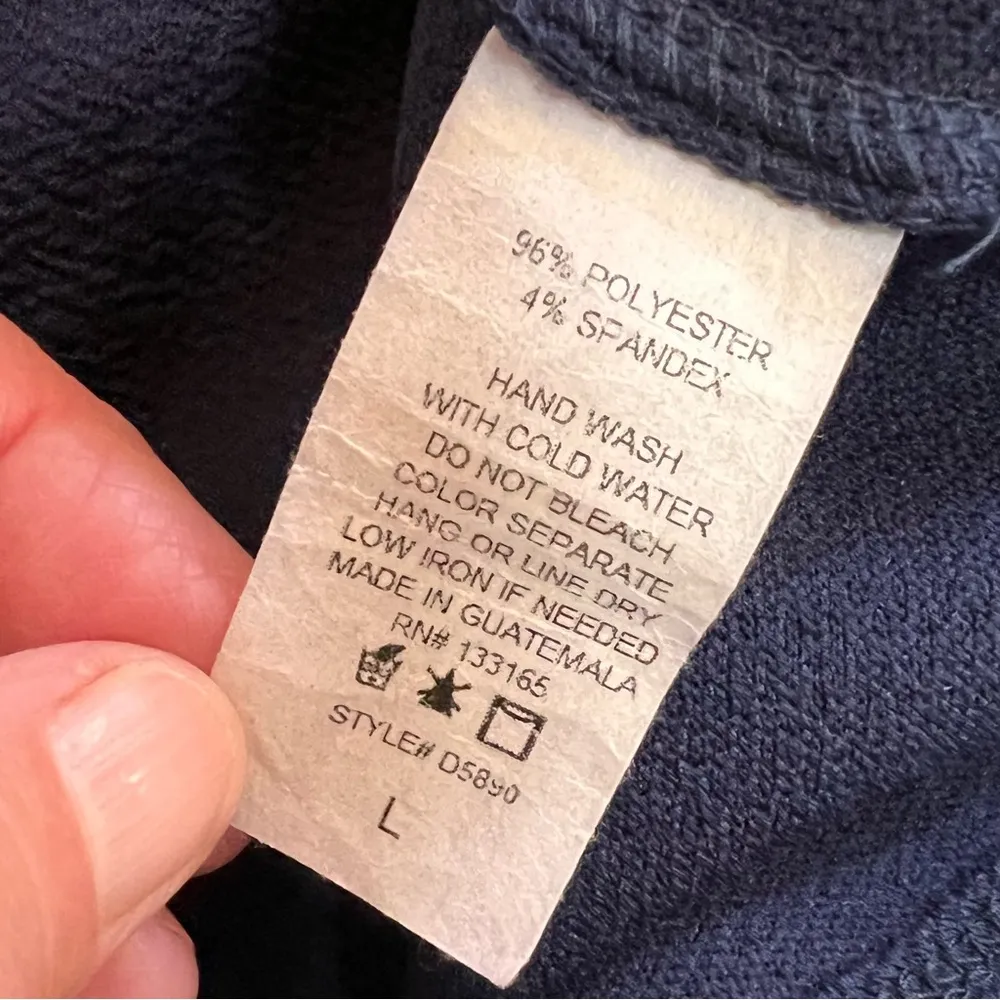 96% POLYESTER
4% SPANDEX
HAND WASH
WITH COLD WATER
DO NOT BLEACH
COLOR SEPARATE
HANG OR LINE DRY
LOW IRON IF NEEDED
MADE IN GUATEMALA
RN# 133165
STYLE# D5890
L